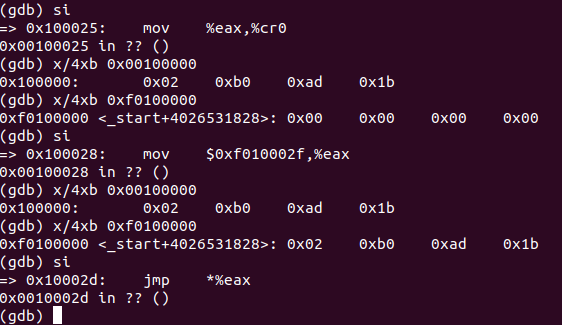 (gdb) si
=> 0x100025: mov %eax,%cr0
0x00100025 in ?? ()
(gdb) x/4xb 0x00100000
0x100000: 0x02 0xb0 0xad 0x1b
(gdb) x/4xb 0xf0100000
0xf0100000 <_start+4026531828>: 0x00 0x00 0x00 0x00
(gdb) si
=> 0x100028: mov $0xf010002f,%eax
0x00100028 in ?? ()
(gdb) x/4xb 0x00100000
0x100000: 0x02 0xb0 0xad 0x1b
(gdb) x/4xb 0xf0100000
0xf0100000 <_start+4026531828>: 0x02 0xb0 0xad 0x1b
(gdb) si
=> 0x10002d: jmp *%eax
0x0010002d in ?? ()
(gdb)